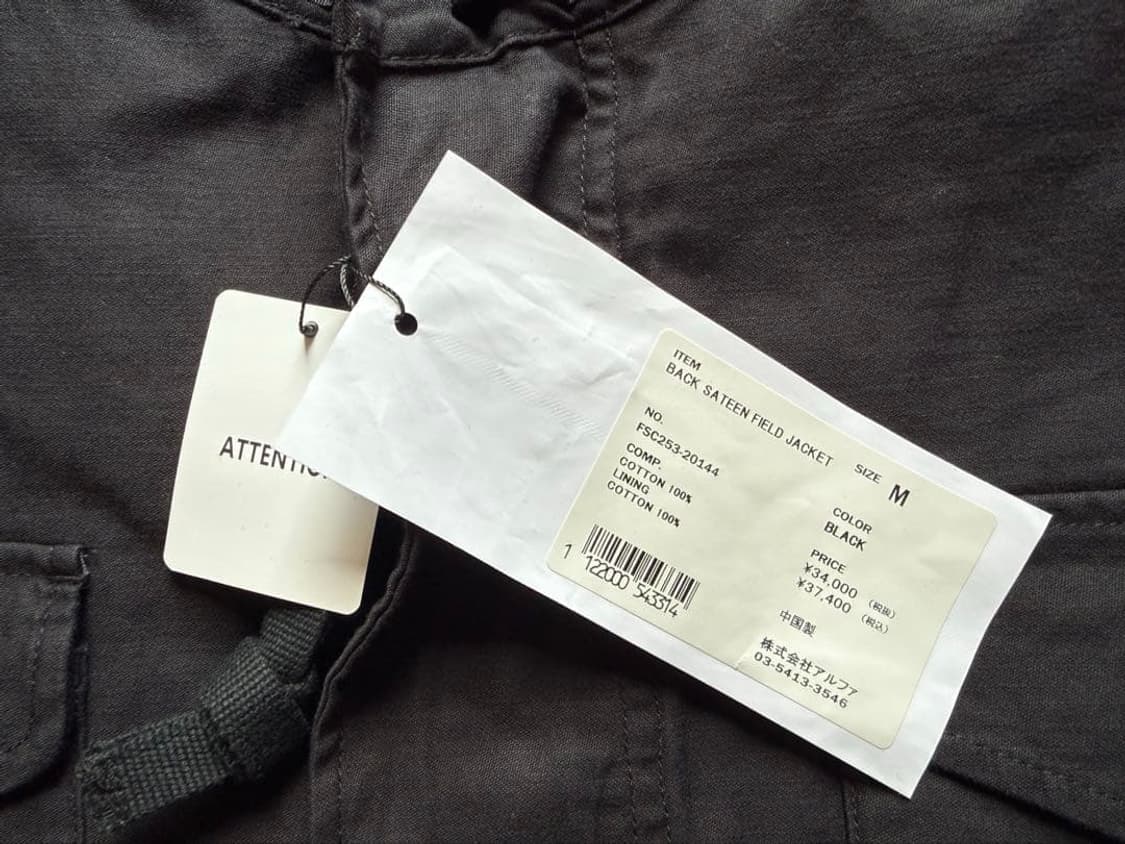 ATTENTIO
ITEM
BACK SATEEN FIELD JACKET
SIZE M
NO.
FSC253-20144
COMP.
COTTON 100%
LINING
COTTON 100%
COLOR
BLACK
PRICE
¥34,000 (税抜)
¥37,400 (税込)
1 122000 543314
中国製
株式会社アルファ
03-5413-3546